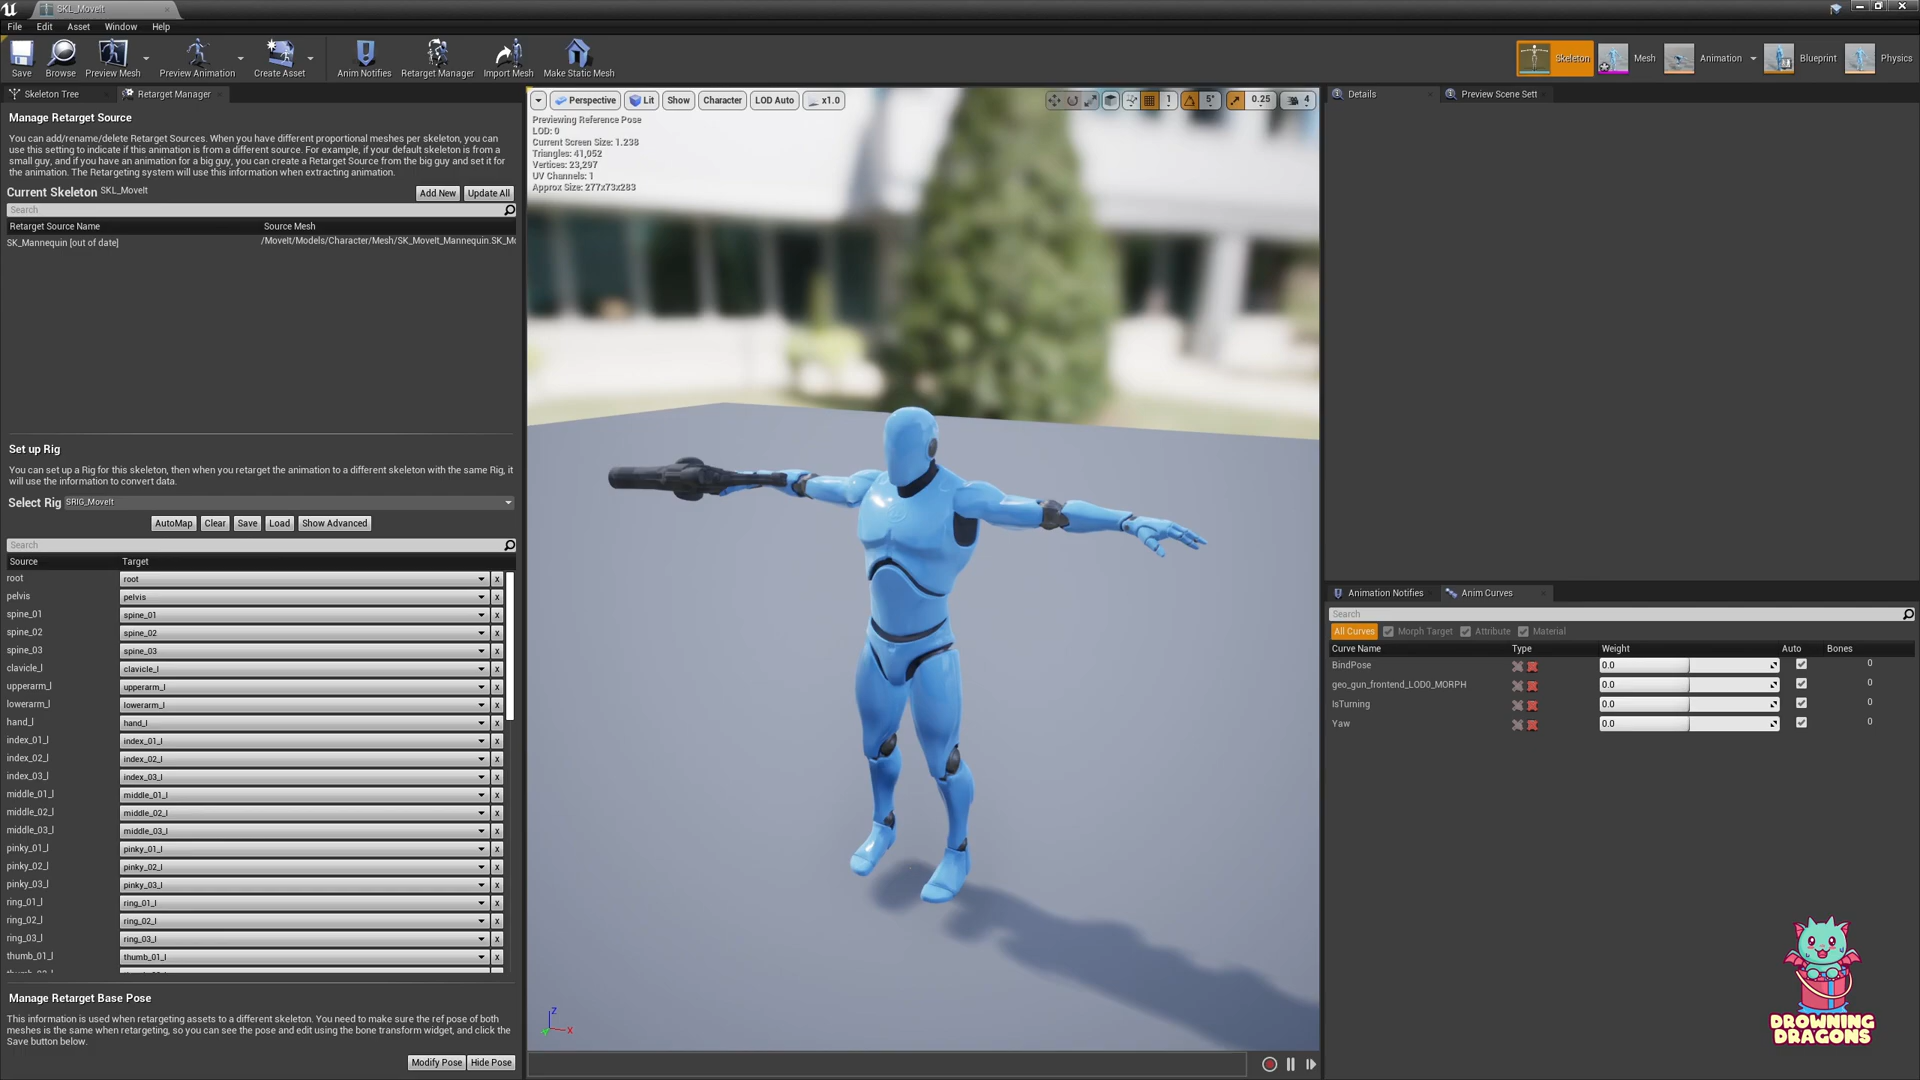 SKL_MoveIt
File Edit Asset Window Help
Save Browse Preview Mesh Preview Animation Create Asset Anim Notifies Retarget Manager Import Mesh Make Static Mesh Skeleton Mesh Animation Blueprint Physics
Skeleton Tree Retarget Manager
Manage Retarget Source
You can add/rename/delete Retarget Sources. When you have different proportional meshes per skeleton, you can
use this setting to indicate if this animation is from a different source. For example, if your default skeleton is from a
small guy, and if you have an animation for a big guy, you can create a Retarget Source from the big guy and set it for
the animation. The Retargeting system will use this information when extracting animation.
Current Skeleton SKL_MoveIt Add New Update All
Search
Retarget Source Name Source Mesh
SK_Mannequin [out of date] /MoveIt/Models/Character/Mesh/SK_MoveIt_Mannequin.SK_Mo
Set up Rig
You can set up a Rig for this skeleton, then when you retarget the animation to a different skeleton with the same Rig, it
will use the information to convert data.
Select Rig SRIG_MoveIt
AutoMap Clear Save Load Show Advanced
Search
Source Target
root root x
pelvis pelvis x
spine_01 spine_01 x
spine_02 spine_02 x
spine_03 spine_03 x
clavicle_l clavicle_l x
upperarm_l upperarm_l x
lowerarm_l lowerarm_l x
hand_l hand_l x
index_01_l index_01_l x
index_02_l index_02_l x
index_03_l index_03_l x
middle_01_l middle_01_l x
middle_02_l middle_02_l x
middle_03_l middle_03_l x
pinky_01_l pinky_01_l x
pinky_02_l pinky_02_l x
pinky_03_l pinky_03_l x
ring_01_l ring_01_l x
ring_02_l ring_02_l x
ring_03_l ring_03_l x
thumb_01_l thumb_01_l x
Manage Retarget Base Pose
This information is used when retargeting assets to a different skeleton. You need to make sure the ref pose of both
meshes is the same when retargeting, so you can see the pose and edit using the bone transform widget, and click the
Save button below.
Modify Pose Hide Pose
Perspective Lit Show Character LOD Auto x1.0 1 5° 0.25 4
Previewing Reference Pose
LOD: 0
Current Screen Size: 1.238
Triangles: 41,052
Vertices: 23,297
UV Channels: 1
Approx Size: 277x73x283
Z
X
Details Preview Scene Sett
Animation Notifies Anim Curves
Search
All Curves Morph Target Attribute Material
Curve Name Type Weight Auto Bones
BindPose 0.0 0
geo_gun_frontend_LOD0_MORPH 0.0 0
IsTurning 0.0 0
Yaw 0.0 0
DROWNING
DRAGONS